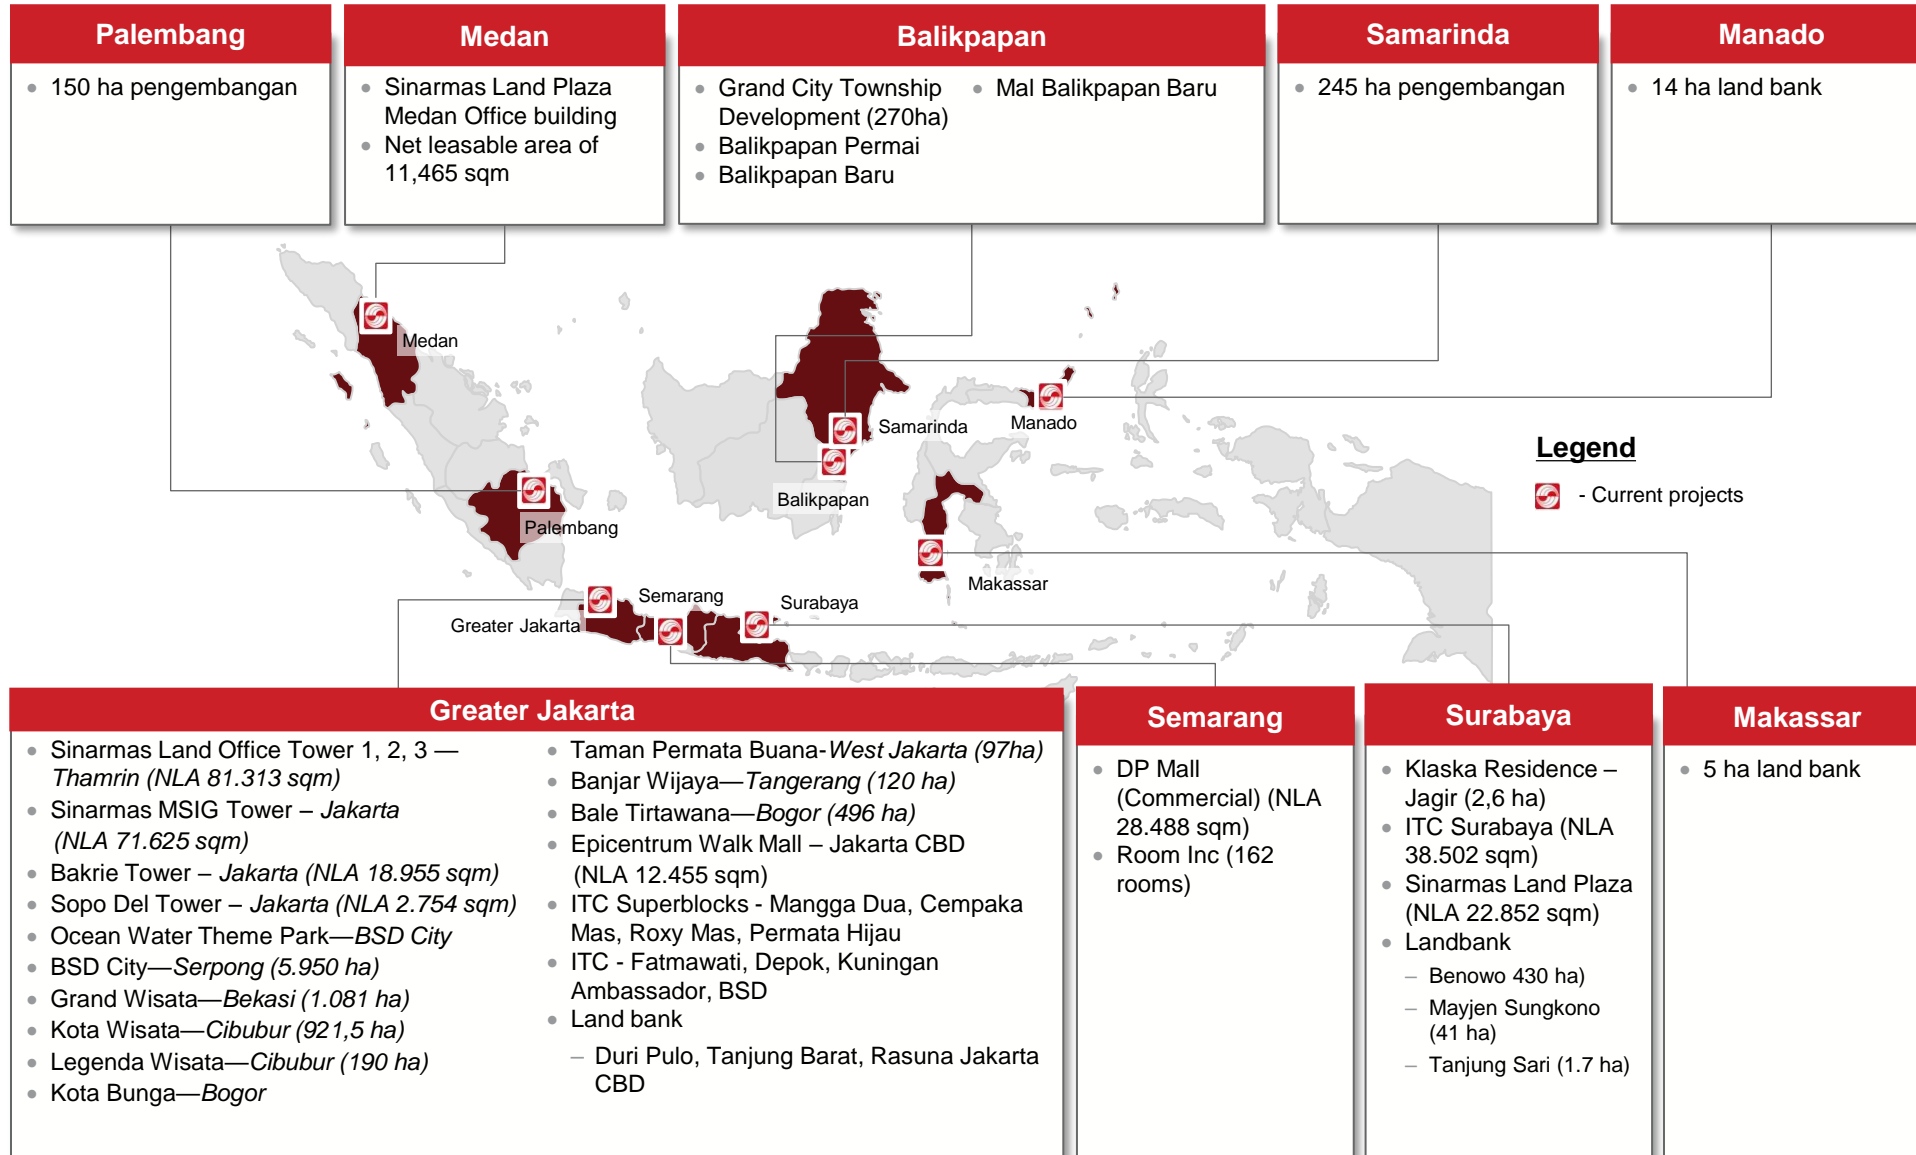 Palembang
150 ha pengembangan
Medan
Sinarmas Land Plaza
Medan Office building
Net leasable area of
11,465 sqm
Balikpapan
Grand City Township
Development (270ha)
Balikpapan Permai
Balikpapan Baru
Mal Balikpapan Baru
Samarinda
245 ha pengembangan
Manado
14 ha land bank
Medan
Samarinda
Manado
Balikpapan
Palembang
Makassar
Semarang
Surabaya
Greater Jakarta
Legend
- Current projects
Greater Jakarta
Sinarmas Land Office Tower 1, 2, 3 —
Thamrin (NLA 81.313 sqm)
Sinarmas MSIG Tower – Jakarta
(NLA 71.625 sqm)
Bakrie Tower – Jakarta (NLA 18.955 sqm)
Sopo Del Tower – Jakarta (NLA 2.754 sqm)
Ocean Water Theme Park—BSD City
BSD City—Serpong (5.950 ha)
Grand Wisata—Bekasi (1.081 ha)
Kota Wisata—Cibubur (921,5 ha)
Legenda Wisata—Cibubur (190 ha)
Kota Bunga—Bogor
Taman Permata Buana-West Jakarta (97ha)
Banjar Wijaya—Tangerang (120 ha)
Bale Tirtawana—Bogor (496 ha)
Epicentrum Walk Mall – Jakarta CBD
(NLA 12.455 sqm)
ITC Superblocks - Mangga Dua, Cempaka
Mas, Roxy Mas, Permata Hijau
ITC - Fatmawati, Depok, Kuningan
Ambassador, BSD
Land bank
– Duri Pulo, Tanjung Barat, Rasuna Jakarta
CBD
Semarang
DP Mall
(Commercial) (NLA
28.488 sqm)
Room Inc (162
rooms)
Surabaya
Klaska Residence –
Jagir (2,6 ha)
ITC Surabaya (NLA
38.502 sqm)
Sinarmas Land Plaza
(NLA 22.852 sqm)
Landbank
– Benowo 430 ha)
– Mayjen Sungkono
(41 ha)
– Tanjung Sari (1.7 ha)
Makassar
5 ha land bank